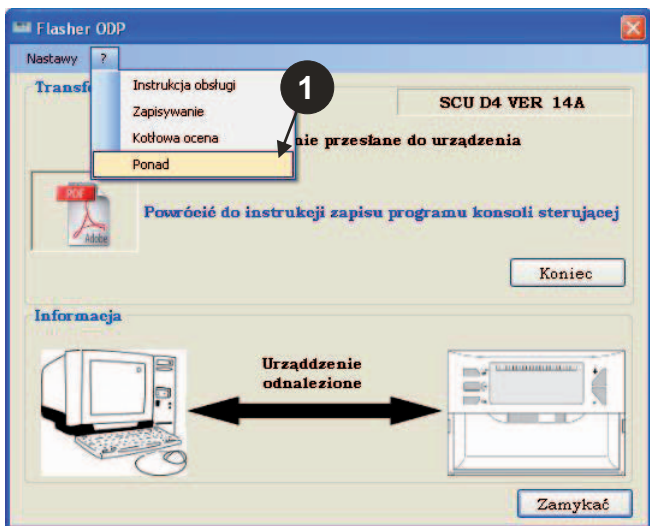 Flasher ODP
Nastawy ?
Transf
Instrukcja obsługi
Zapisywanie
Kotłowa ocena
Ponad
1
SCU D4 VER 14A
nie przesłane do urządzenia
PDF
Adobe
Powrócić do instrukcji zapisu programu konsoli sterującej
Koniec
Informacja
Urząddzenie
odnalezione
Zamykać